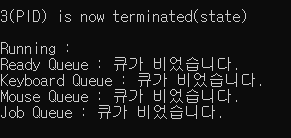 3(PID) is now terminated(state)
Running :
Ready Queue : 큐가 비었습니다.
Keyboard Queue : 큐가 비었습니다.
Mouse Queue : 큐가 비었습니다.
Job Queue : 큐가 비었습니다.